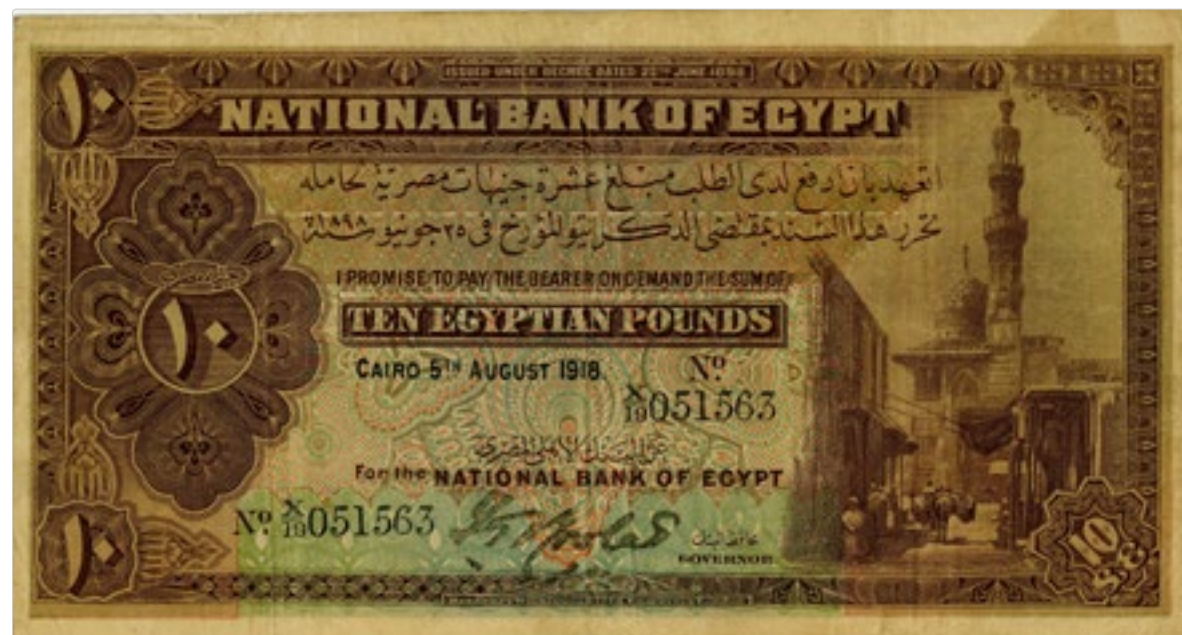 ISSUED UNDER DECREE DATED 25TH JUNE 1898
١٠
NATIONAL BANK OF EGYPT
اتعهد بان ادفع لدى الطلب مبلغ عشرة جنيهات مصرية لحامله
تحرر هذا السند بمقتضى الدكريتو المؤرخ فى ٢٥ جونيو سنة ١٨٩٨
I PROMISE TO PAY THE BEARER ON DEMAND THE SUM OF
TEN EGYPTIAN POUNDS
١٠
CAIRO 5TH AUGUST 1918. Nº
X/19 051563
عن البنك الاهلى المصرى
For the NATIONAL BANK OF EGYPT
Nº X/19 051563
محافظ البنك
GOVERNOR
١٠
10
£E